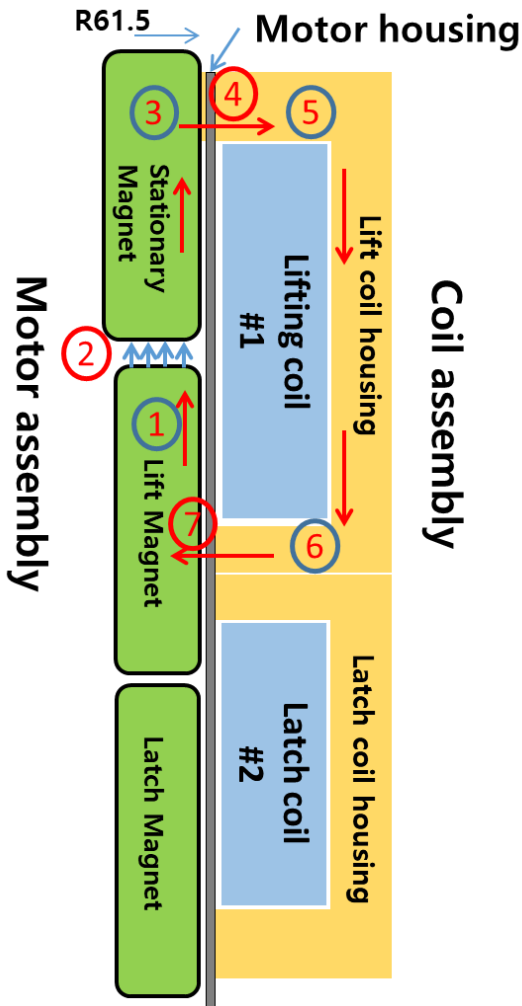 R61.5
Motor housing
3
4
5
Stationary
Magnet
Lifting coil
#1
Lift coil housing
Coil assembly
Motor assembly
2
1
Lift Magnet
7
6
Latch Magnet
Latch coil
#2
Latch coil housing